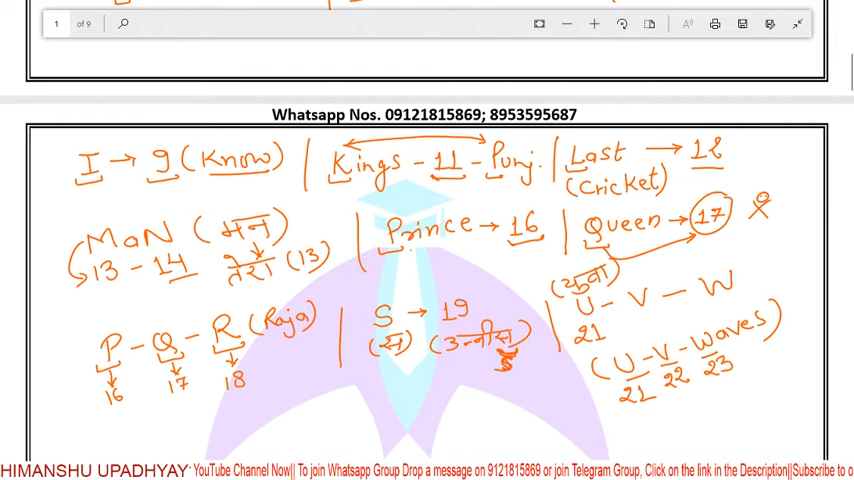 1 of 9
Whatsapp Nos. 09121815869; 8953595687
I → 9 (Know) | Kings - 11 - Punj. | Last → 12
(Cricket)
MaN (मन) | Prince → 16 | Queen → 17
13 - 14 तेरा (13)
(युवा)
P - Q - R (Raja) | S → 19 | U - V - W
16 17 18 (स) (उन्नीस) 21
S
(U - V - Waves)
21 22 23
HIMANSHU UPADHYAY YouTube Channel Now|| To join Whatsapp Group Drop a message on 9121815869 or join Telegram Group, Click on the link in the Description||Subscribe to o